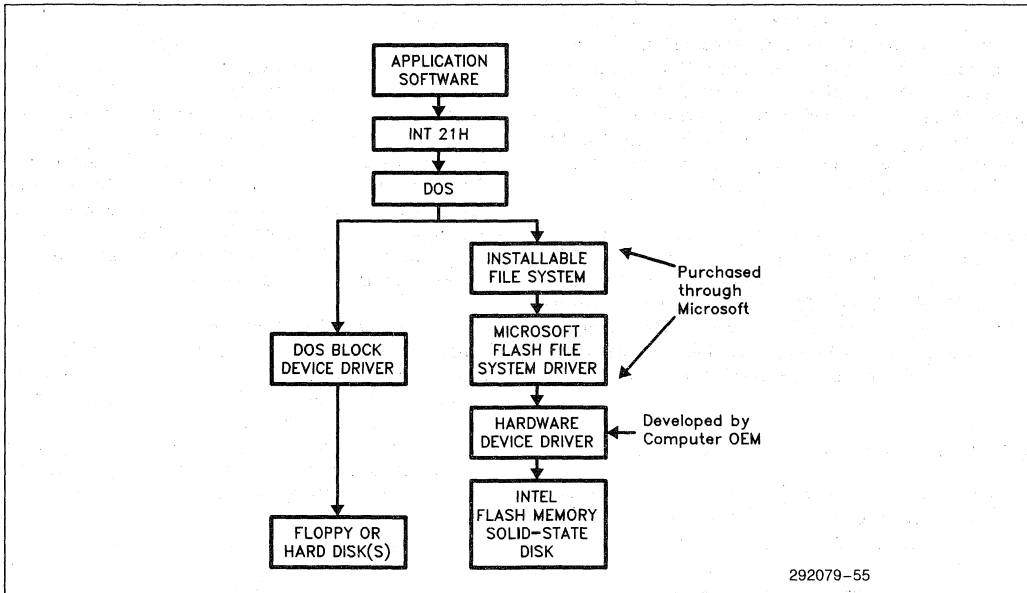 APPLICATION
SOFTWARE
INT 21H
DOS
INSTALLABLE
FILE SYSTEM
Purchased
through
Microsoft
DOS BLOCK
DEVICE DRIVER
MICROSOFT
FLASH FILE
SYSTEM DRIVER
HARDWARE
DEVICE DRIVER
Developed by
Computer OEM
FLOPPY OR
HARD DISK(S)
INTEL
FLASH MEMORY
SOLID-STATE
DISK
292079-55